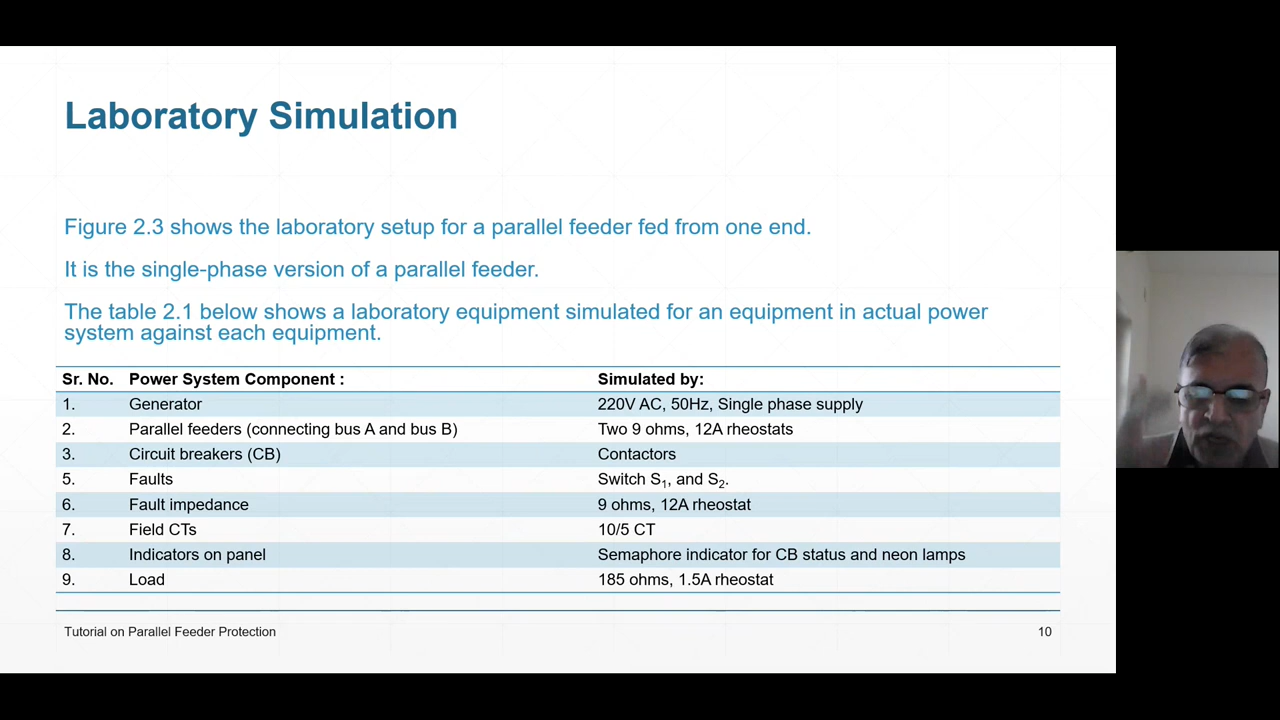 Laboratory Simulation
Figure 2.3 shows the laboratory setup for a parallel feeder fed from one end.
It is the single-phase version of a parallel feeder.
The table 2.1 below shows a laboratory equipment simulated for an equipment in actual power
system against each equipment.
Sr. No. Power System Component : Simulated by:
1. Generator 220V AC, 50Hz, Single phase supply
2. Parallel feeders (connecting bus A and bus B) Two 9 ohms, 12A rheostats
3. Circuit breakers (CB) Contactors
5. Faults Switch S1, and S2.
6. Fault impedance 9 ohms, 12A rheostat
7. Field CTs 10/5 CT
8. Indicators on panel Semaphore indicator for CB status and neon lamps
9. Load 185 ohms, 1.5A rheostat
Tutorial on Parallel Feeder Protection 10